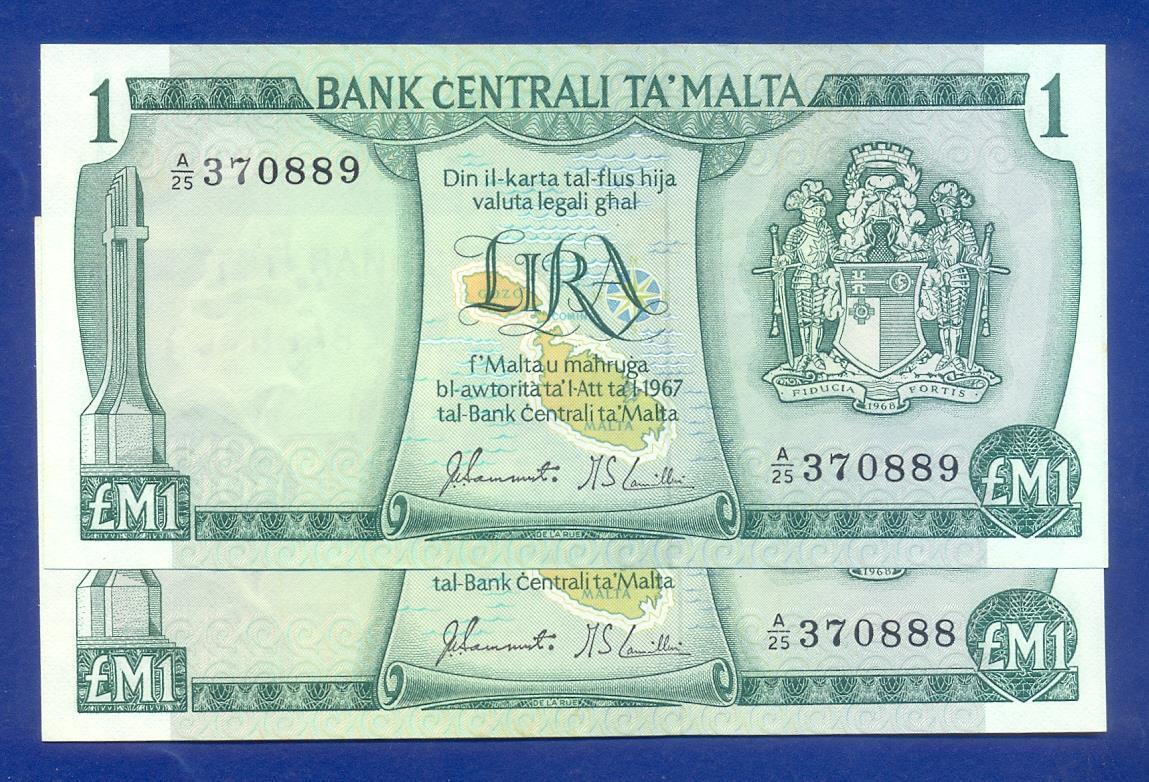 1 BANK ĊENTRALI TA' MALTA 1
A/25 370889
Din il-karta tal-flus hija
valuta legali għal
LIRA
GOZO
COMINO
f'Malta u maħruġa
bl-awtorità ta' l-Att ta' l-1967
tal-Bank Ċentrali ta' Malta
MALTA
FIDUCIA FORTIS
1968
A/25 370889
£M1 £M1
DE LA RUE
1968
tal-Bank Ċentrali ta' Malta
MALTA
A/25 370888
£M1 £M1
DE LA RUE